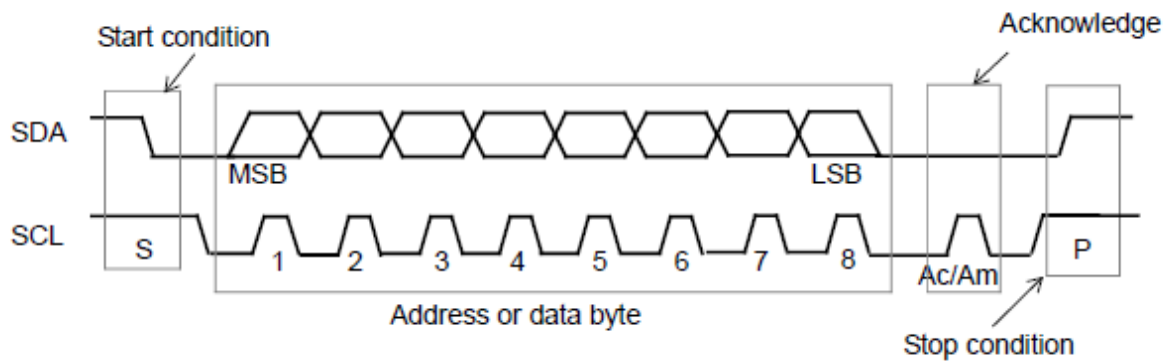 Start condition
Acknowledge
SDA
MSB
LSB
SCL
S
1
2
3
4
5
6
7
8
Ac/Am
P
Address or data byte
Stop condition